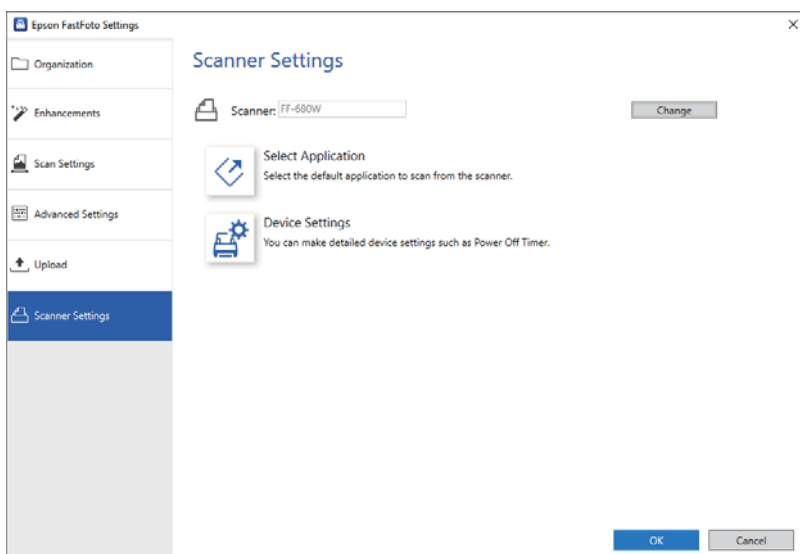 Epson FastFoto Settings
Organization
Enhancements
Scan Settings
Advanced Settings
Upload
Scanner Settings
Scanner Settings
Scanner: FF-680W
Change
Select Application
Select the default application to scan from the scanner.
Device Settings
You can make detailed device settings such as Power Off Timer.
OK
Cancel